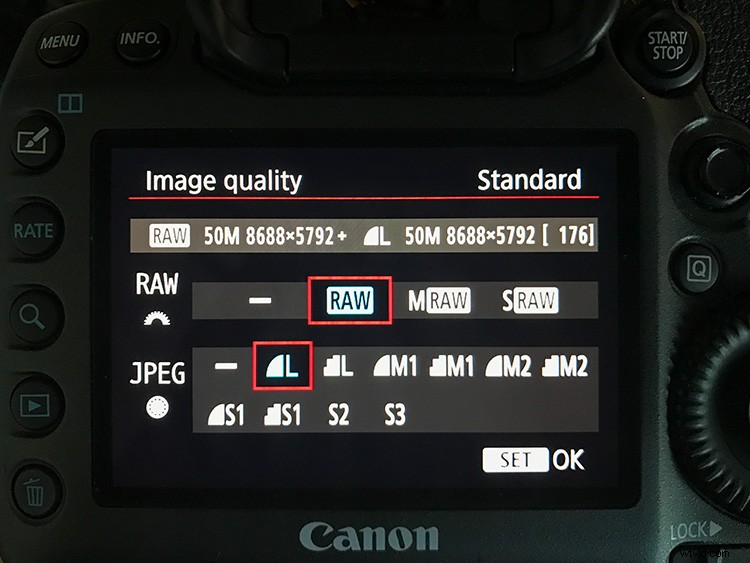 MENU INFO. START/STOP
Image quality Standard
RAW 50M 8688×5792+ L 50M 8688×5792 [ 176]
RATE
RAW
— RAW MRAW SRAW
Q
JPEG
— L L M1 M1 M2 M2
S1 S1 S2 S3
SET OK
Canon
LOCK▶